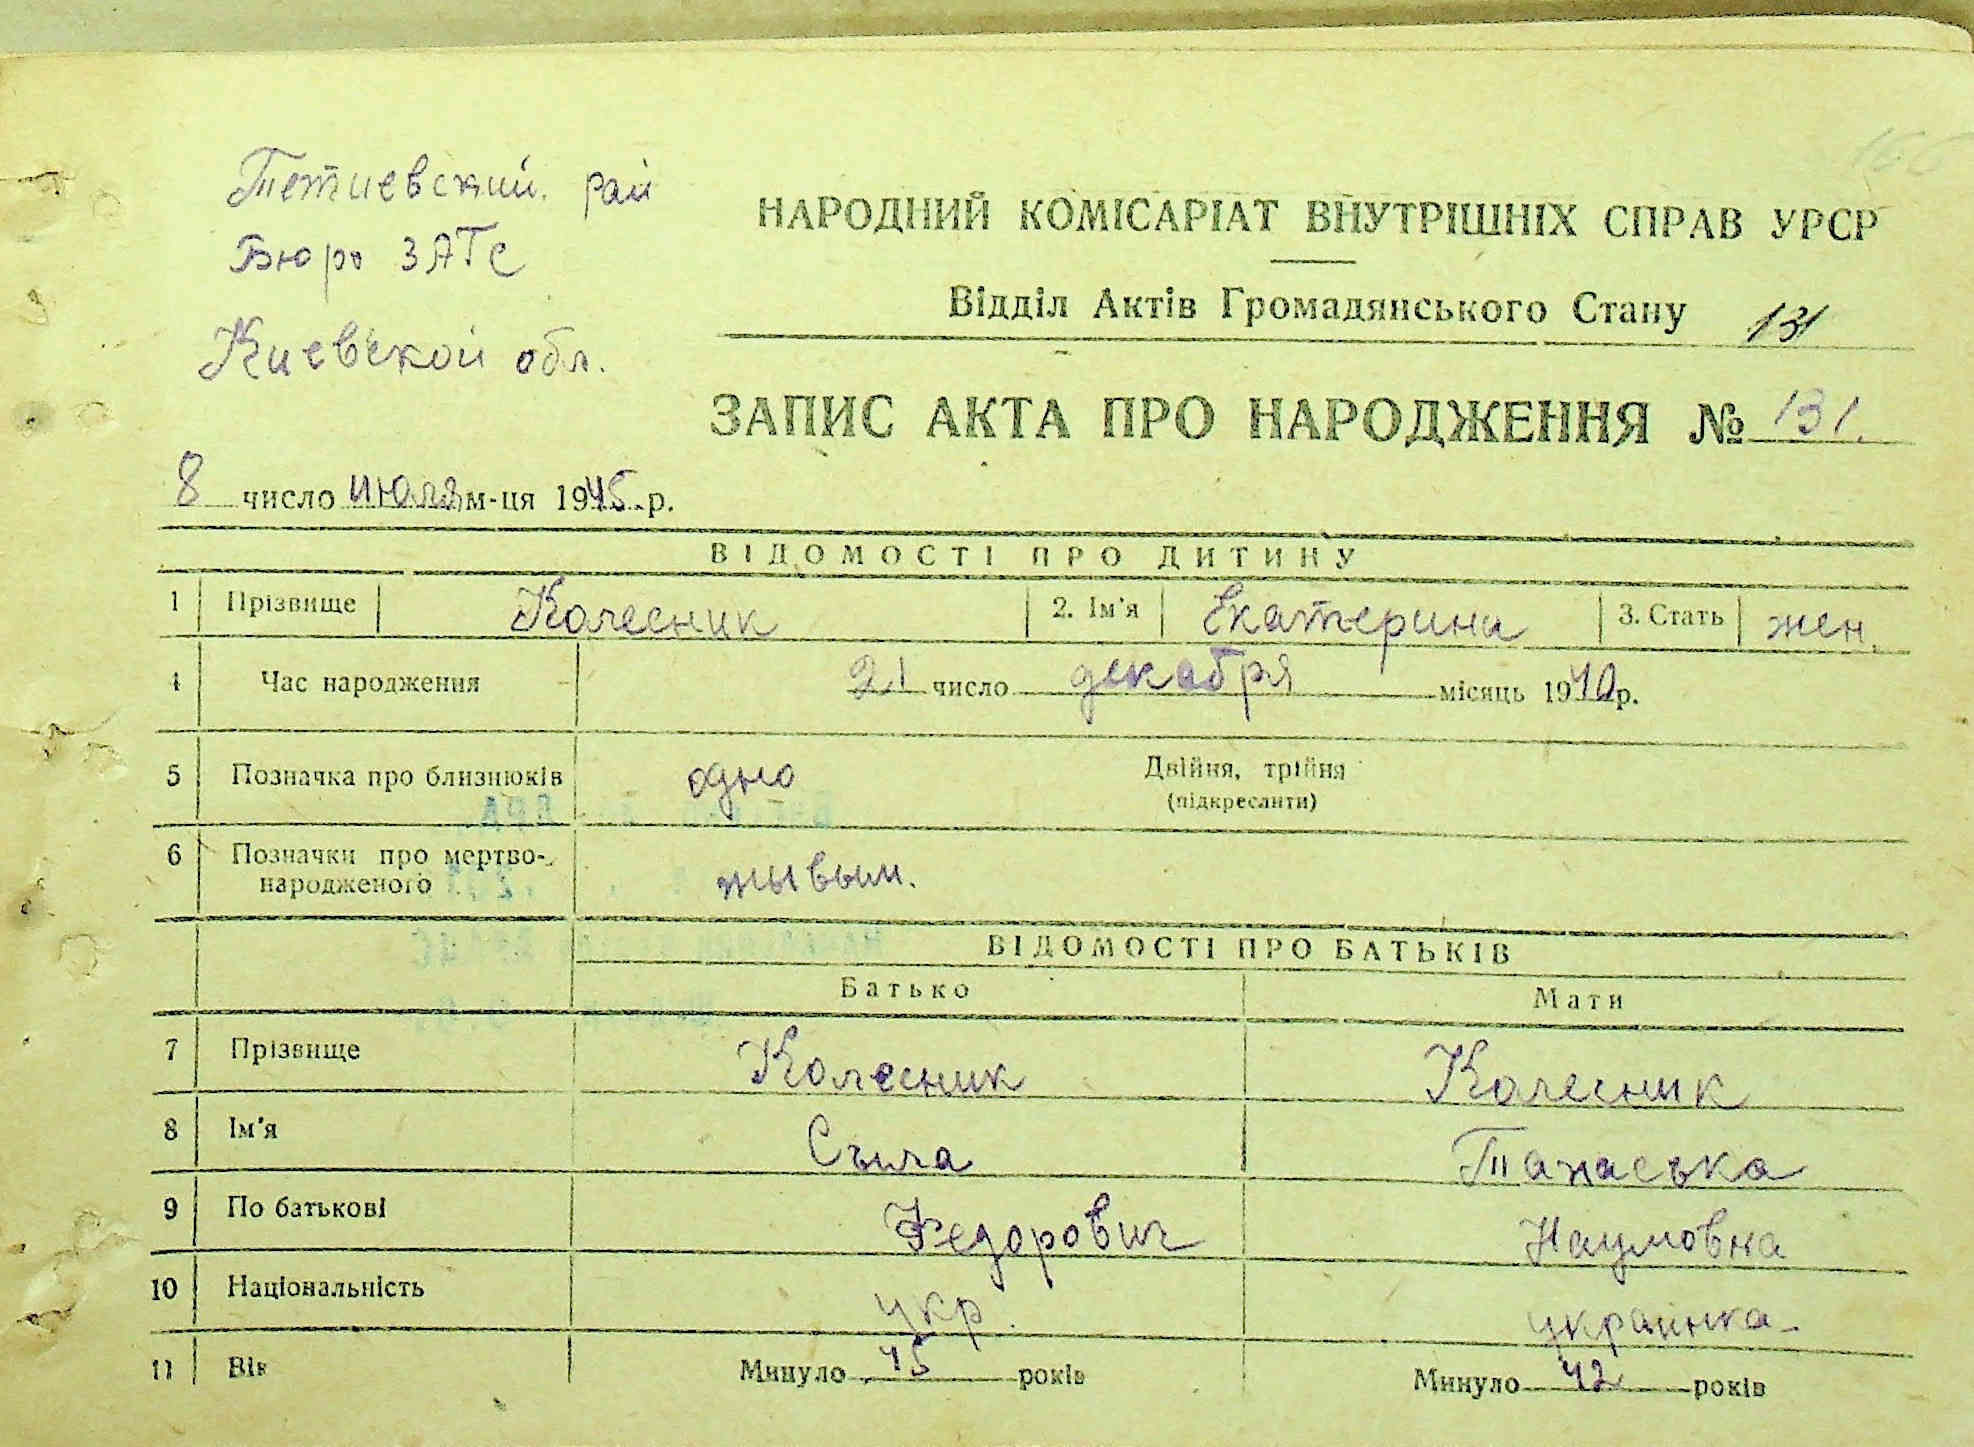 Тетиевский. рай
Бюро ЗАГС
Киевской обл.
НАРОДНИЙ КОМІСАРІАТ ВНУТРІШНІХ СПРАВ УРСР
Відділ Актів Громадянського Стану 131
ЗАПИС АКТА ПРО НАРОДЖЕННЯ № 131.
8 число июля м-ця 1945 р.
ВІДОМОСТІ ПРО ДИТИНУ
1 Прізвище Колесник 2. Ім'я Екатерина 3. Стать жен.
4 Час народження 21 число декабря місяць 1940 р.
5 Позначка про близнюків одно Двійня, трійня
(підкреслити)
6 Позначки про мертво-
народженого жывым.
ВІДОМОСТІ ПРО БАТЬКІВ
Батько Мати
7 Прізвище Колесник Колесник
8 Ім'я Сыла Танаська
9 По батькові Федорович Наумовна
10 Національність укр. украинка
11 Вік Минуло 45 років Минуло 42 років